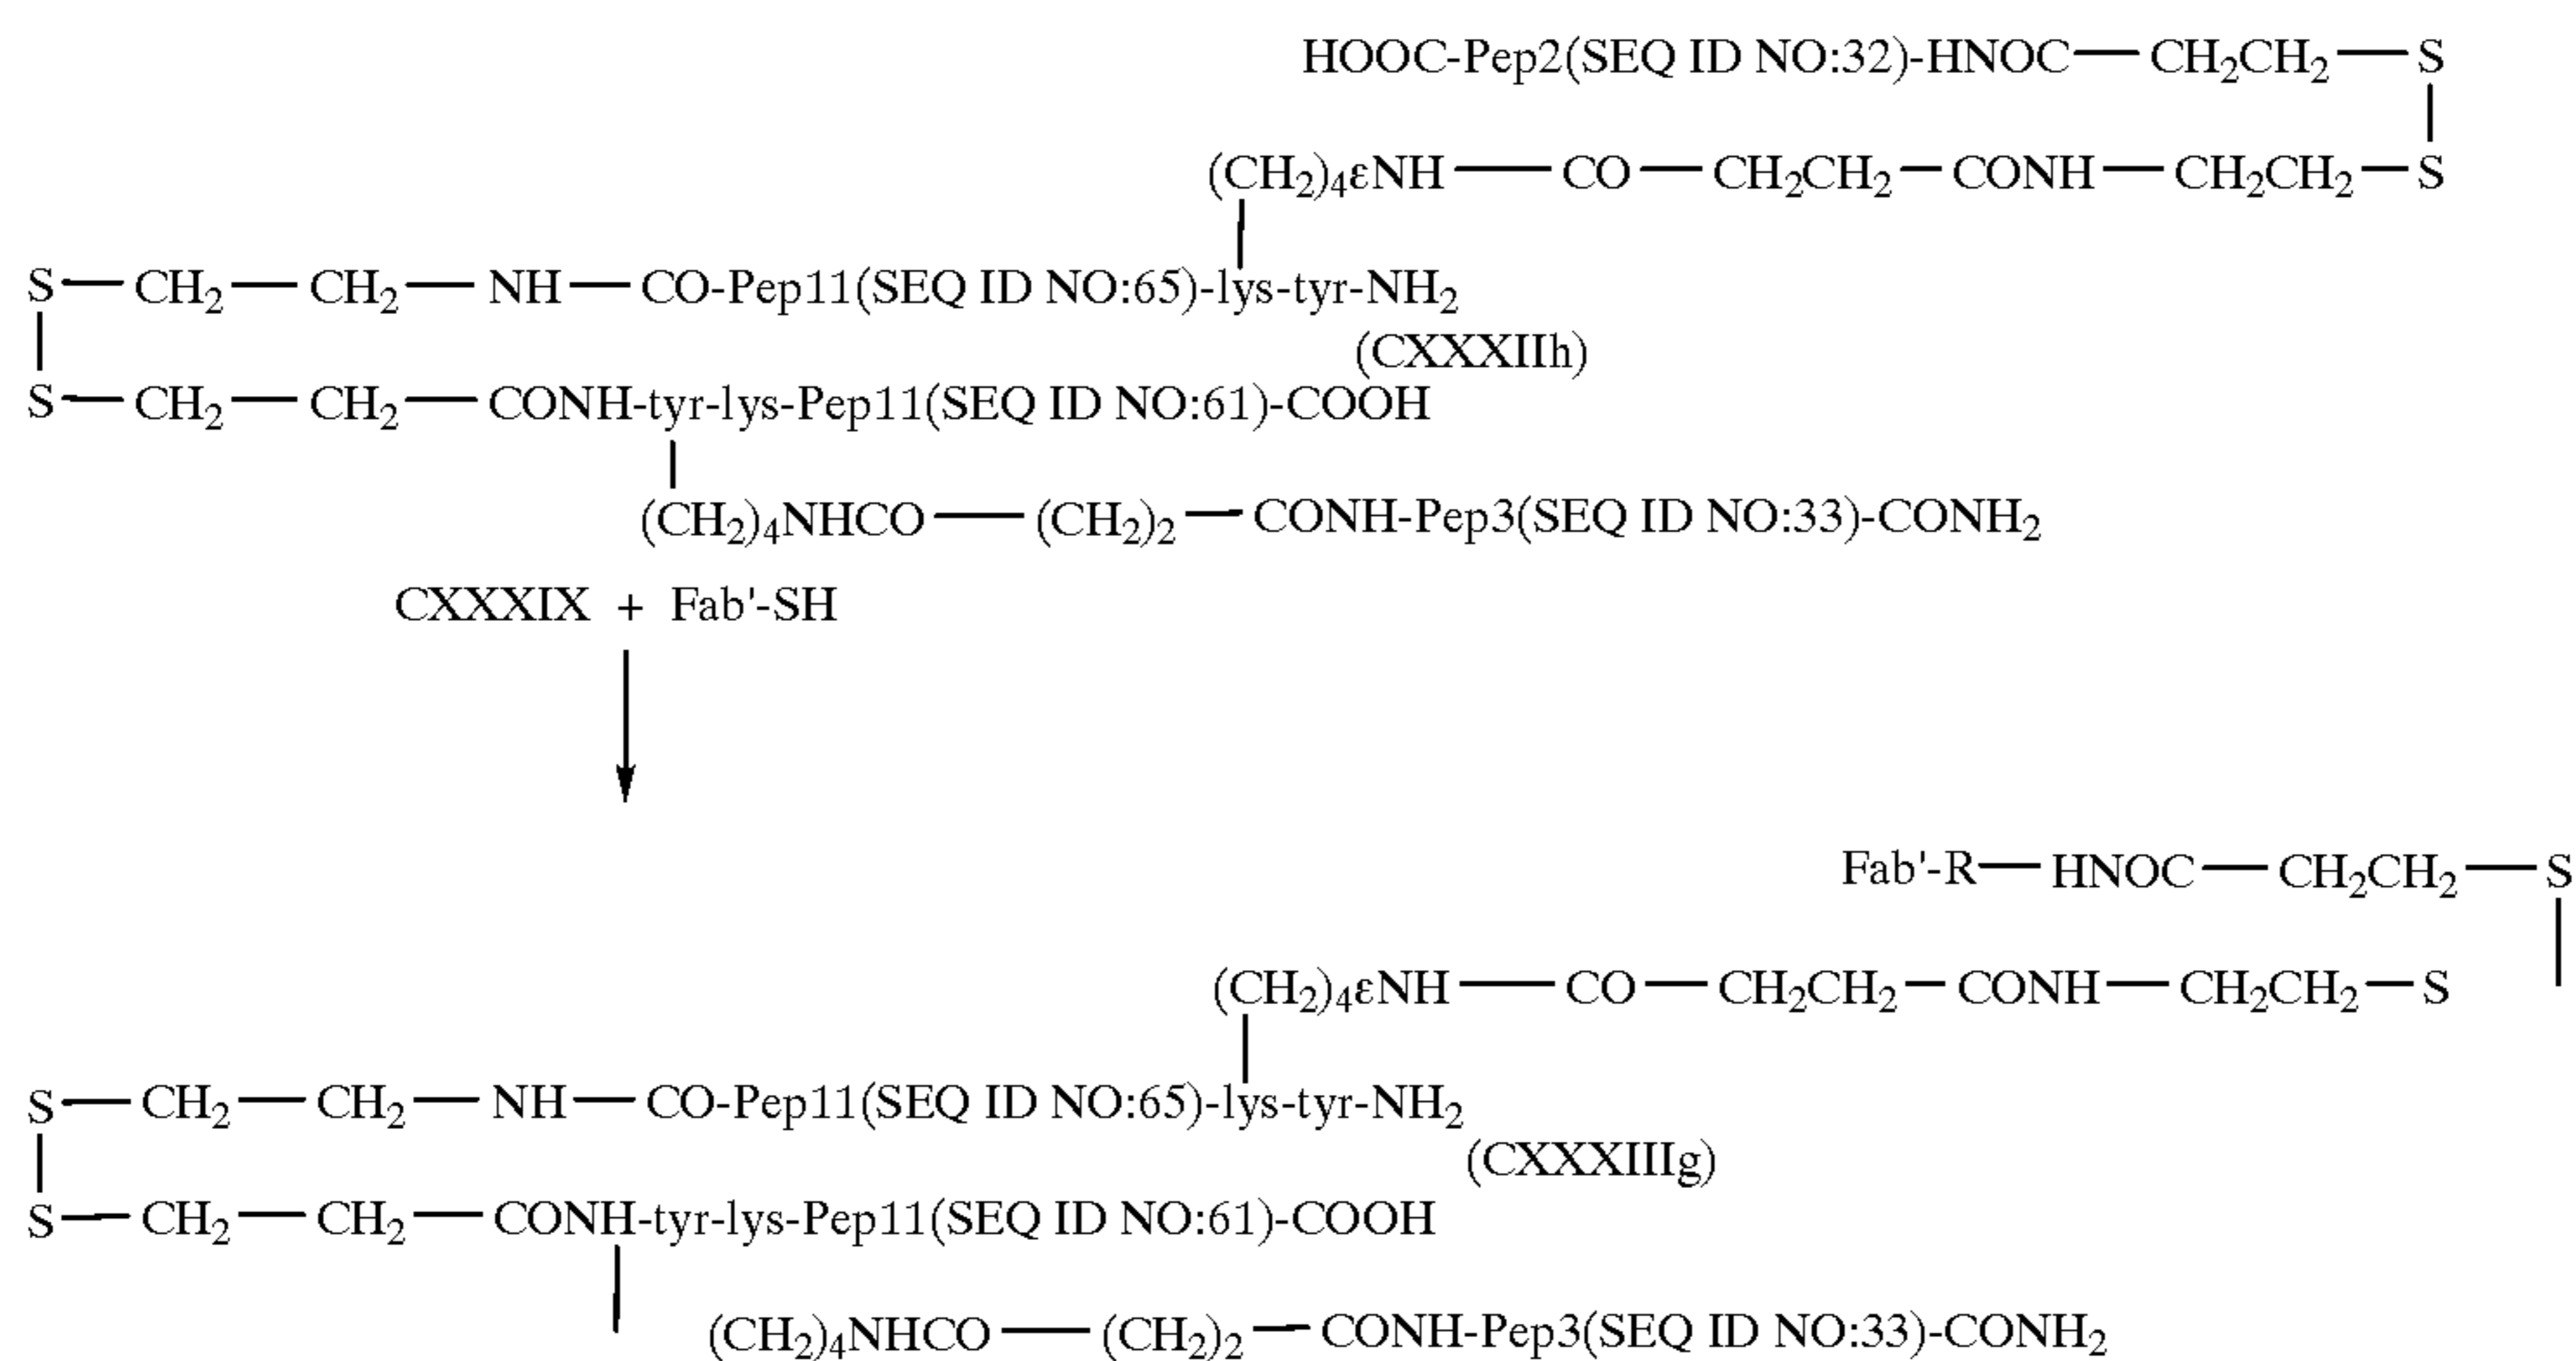 HOOC-Pep2(SEQ ID NO:32)-HNOC — CH₂CH₂ — S
(CH₂)₄εNH — CO — CH₂CH₂ — CONH — CH₂CH₂ — S
S — CH₂ — CH₂ — NH — CO-Pep11(SEQ ID NO:65)-lys-tyr-NH₂
(CXXXIIh)
S — CH₂ — CH₂ — CONH-tyr-lys-Pep11(SEQ ID NO:61)-COOH
(CH₂)₄NHCO — (CH₂)₂ — CONH-Pep3(SEQ ID NO:33)-CONH₂
CXXXIX + Fab'-SH
Fab'-R — HNOC — CH₂CH₂ — S
(CH₂)₄εNH — CO — CH₂CH₂ — CONH — CH₂CH₂ — S
S — CH₂ — CH₂ — NH — CO-Pep11(SEQ ID NO:65)-lys-tyr-NH₂
(CXXXIIIg)
S — CH₂ — CH₂ — CONH-tyr-lys-Pep11(SEQ ID NO:61)-COOH
(CH₂)₄NHCO — (CH₂)₂ — CONH-Pep3(SEQ ID NO:33)-CONH₂